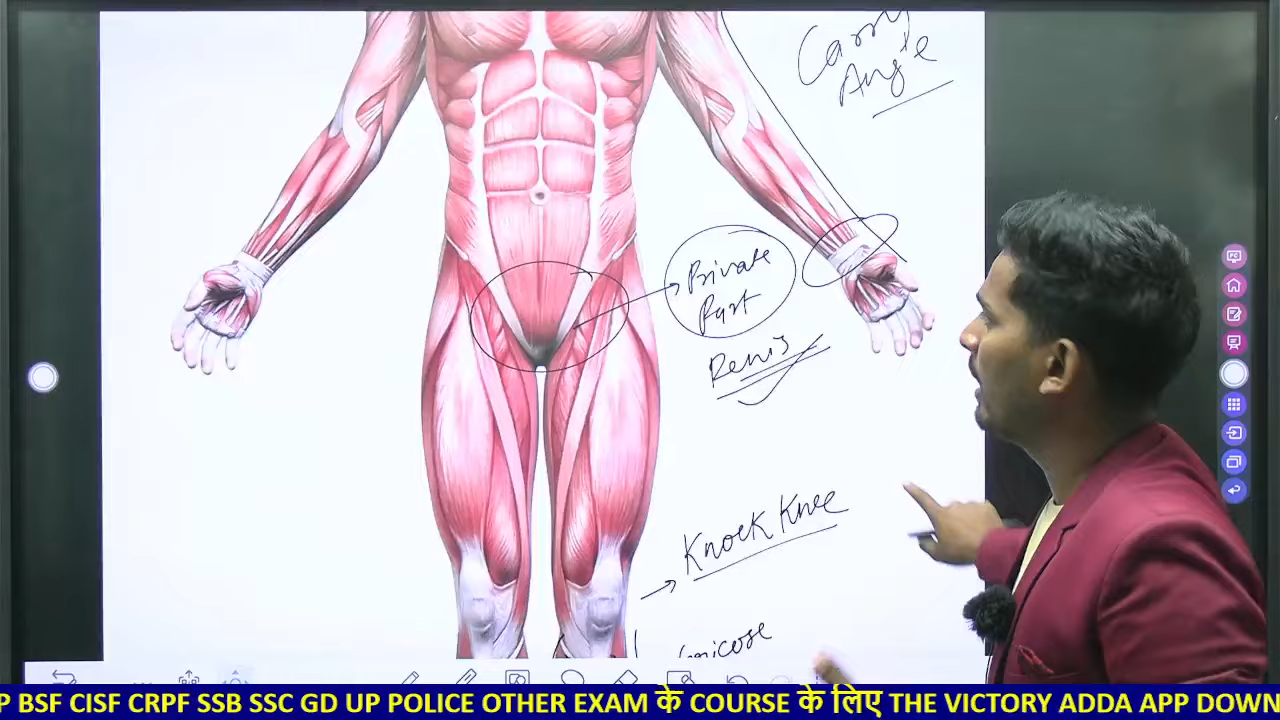 Carry
Angle
Private
Part
Penis
Knock Knee
P BSF CISF CRPF SSB SSC GD UP POLICE OTHER EXAM के COURSE के लिए THE VICTORY ADDA APP DOWN